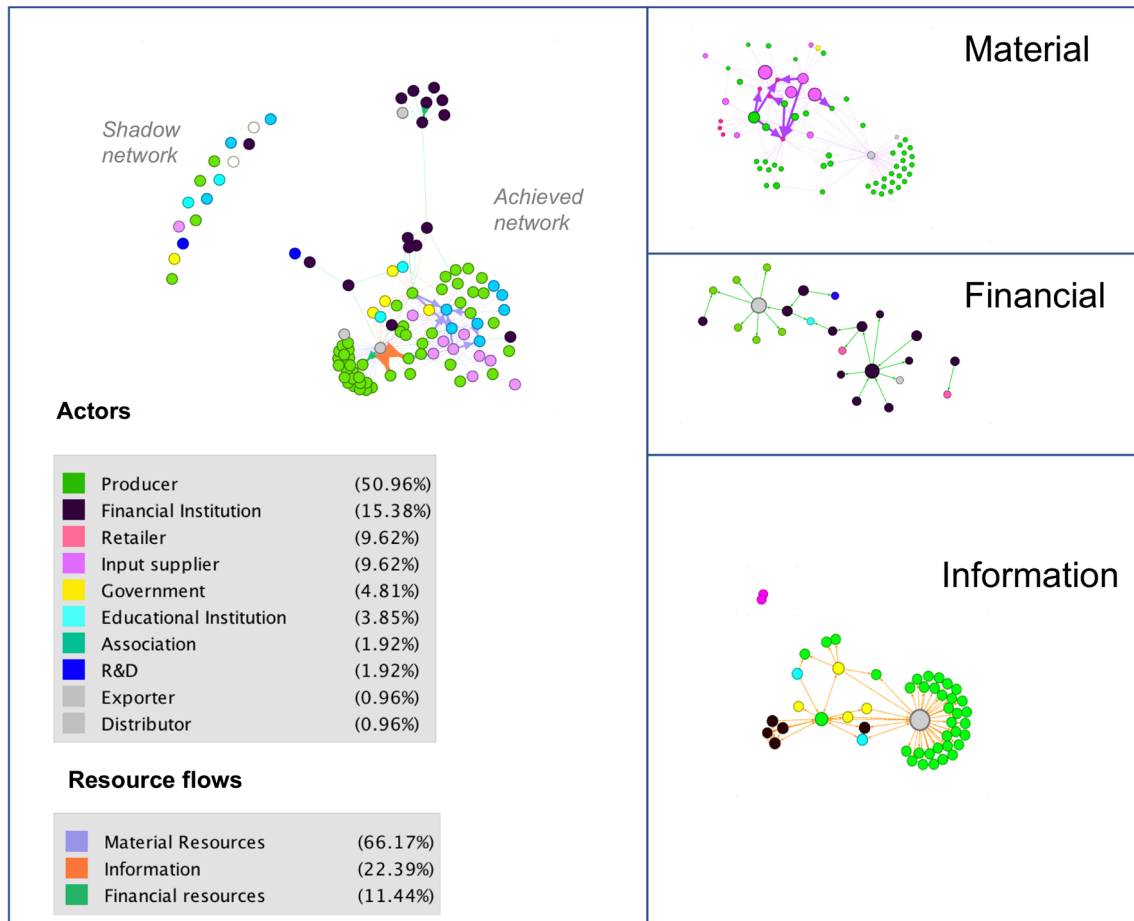 Shadow
network
Achieved
network
Actors
Producer (50.96%)
Financial Institution (15.38%)
Retailer (9.62%)
Input supplier (9.62%)
Government (4.81%)
Educational Institution (3.85%)
Association (1.92%)
R&D (1.92%)
Exporter (0.96%)
Distributor (0.96%)
Resource flows
Material Resources (66.17%)
Information (22.39%)
Financial resources (11.44%)
Material
Financial
Information